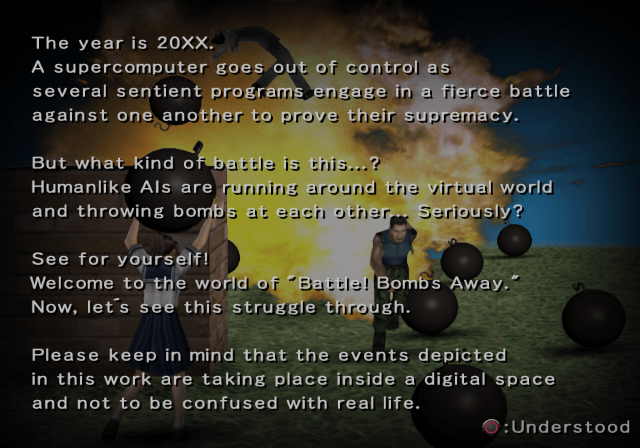 The year is 20XX.
A supercomputer goes out of control as
several sentient programs engage in a fierce battle
against one another to prove their supremacy.
But what kind of battle is this...?
Humanlike AIs are running around the virtual world
and throwing bombs at each other... Seriously?
See for yourself!
Welcome to the world of "Battle! Bombs Away."
Now, let's see this struggle through.
Please keep in mind that the events depicted
in this work are taking place inside a digital space
and not to be confused with real life.
:Understood